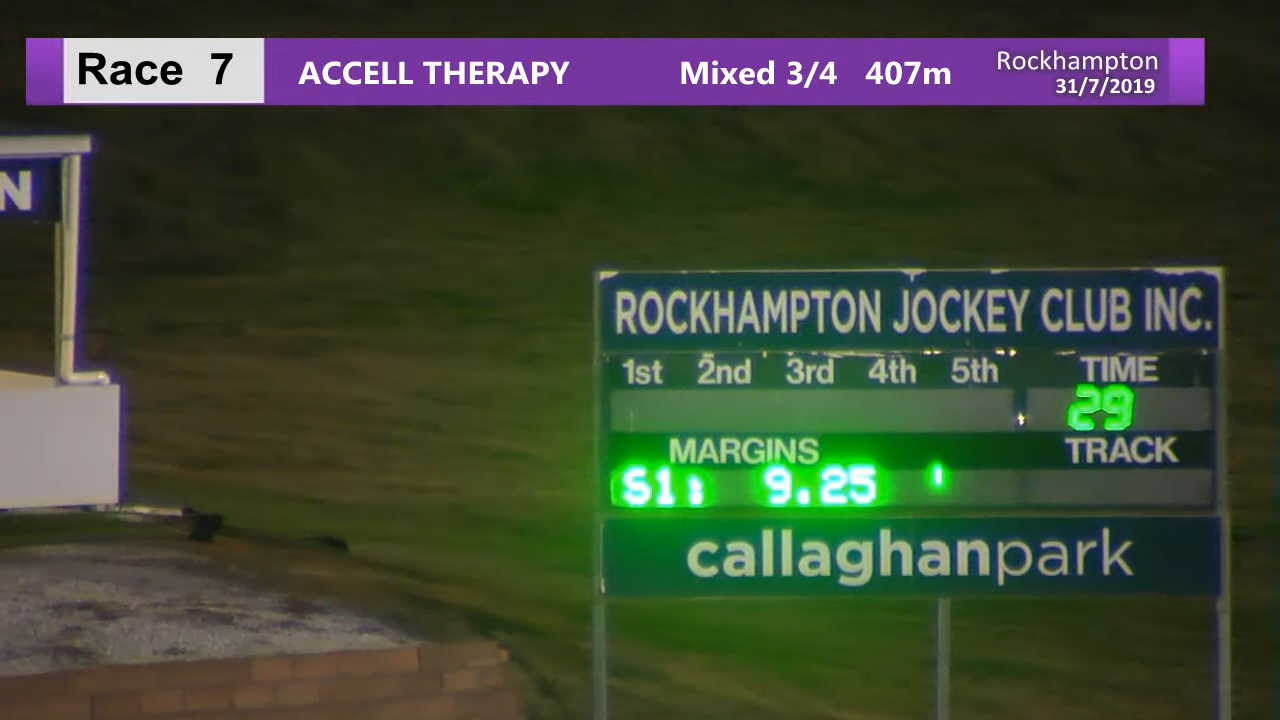 Race 7 ACCELL THERAPY Mixed 3/4 407m Rockhampton
31/7/2019
N
ROCKHAMPTON JOCKEY CLUB INC.
1st 2nd 3rd 4th 5th TIME
29
MARGINS TRACK
S1: 9.25 '
callaghanpark